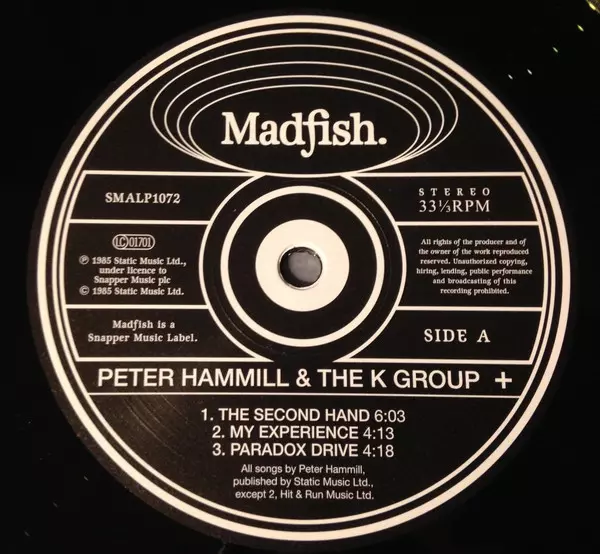 Madfish.
SMALP1072
STEREO
33⅓RPM
LC01701
℗ 1985 Static Music Ltd.,
under licence to
Snapper Music plc
© 1985 Static Music Ltd.
All rights of the producer and of
the owner of the work reproduced
reserved. Unauthorized copying,
hiring, lending, public performance
and broadcasting of this
recording prohibited.
Madfish is a
Snapper Music Label.
SIDE A
PETER HAMMILL & THE K GROUP +
1. THE SECOND HAND 6:03
2. MY EXPERIENCE 4:13
3. PARADOX DRIVE 4:18
All songs by Peter Hammill,
published by Static Music Ltd.,
except 2, Hit & Run Music Ltd.